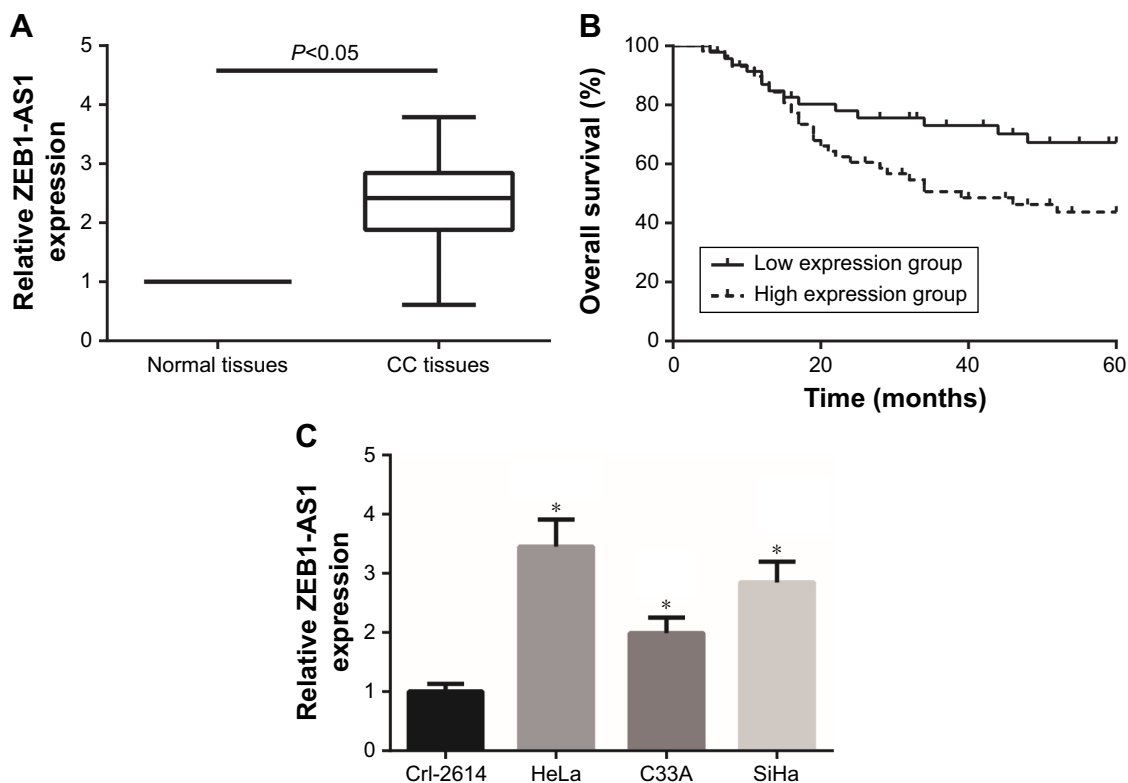 A
Relative ZEB1-AS1
expression
5
4
3
2
1
0
P<0.05
Normal tissues
CC tissues
B
Overall survival (%)
100
80
60
40
20
0
Low expression group
High expression group
0
20
40
60
Time (months)
C
Relative ZEB1-AS1
expression
5
4
3
2
1
0
*
*
*
Crl-2614
HeLa
C33A
SiHa